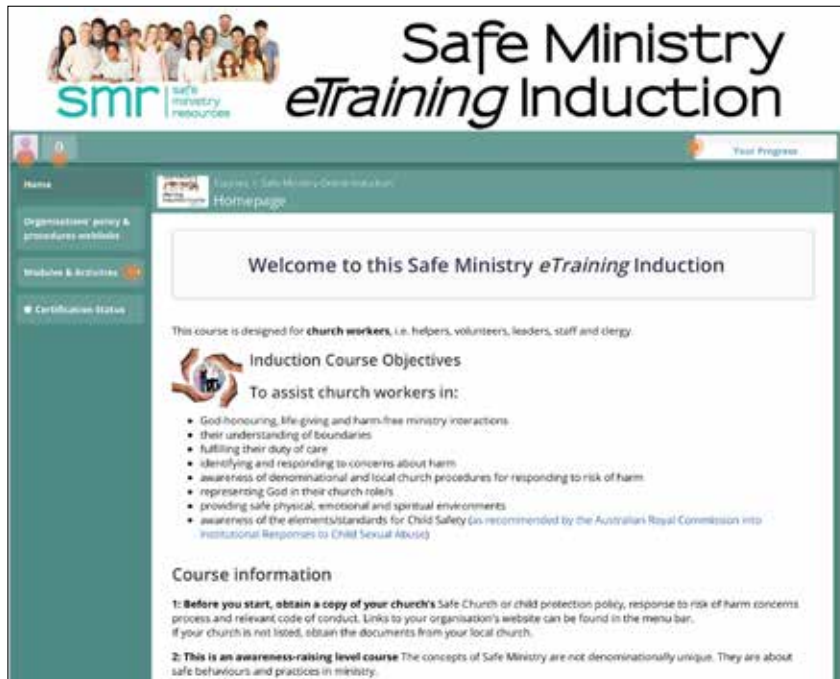 Safe Ministry
eTraining Induction
smr
safe
ministry
resources
Your Progress
Home
Organisations' policy &
procedures weblinks
Modules & Activities
Certification Status
Courses > Safe Ministry Online Induction
Homepage
Welcome to this Safe Ministry eTraining Induction
This course is designed for church workers, i.e. helpers, volunteers, leaders, staff and clergy.
Induction Course Objectives
To assist church workers in:
• God-honouring, life-giving and harm-free ministry interactions
• their understanding of boundaries
• fulfilling their duty of care
• identifying and responding to concerns about harm
• awareness of denominational and local church procedures for responding to risk of harm
• representing God in their church role/s
• providing safe physical, emotional and spiritual environments
• awareness of the elements/standards for Child Safety (as recommended by the Australian Royal Commission into
Institutional Responses to Child Sexual Abuse)
Course information
1: Before you start, obtain a copy of your church's Safe Church or child protection policy, response to risk of harm concerns
process and relevant code of conduct. Links to your organisation's website can be found in the menu bar.
If your church is not listed, obtain the documents from your local church.
2: This is an awareness-raising level course The concepts of Safe Ministry are not denominationally unique. They are about
safe behaviours and practices in ministry.